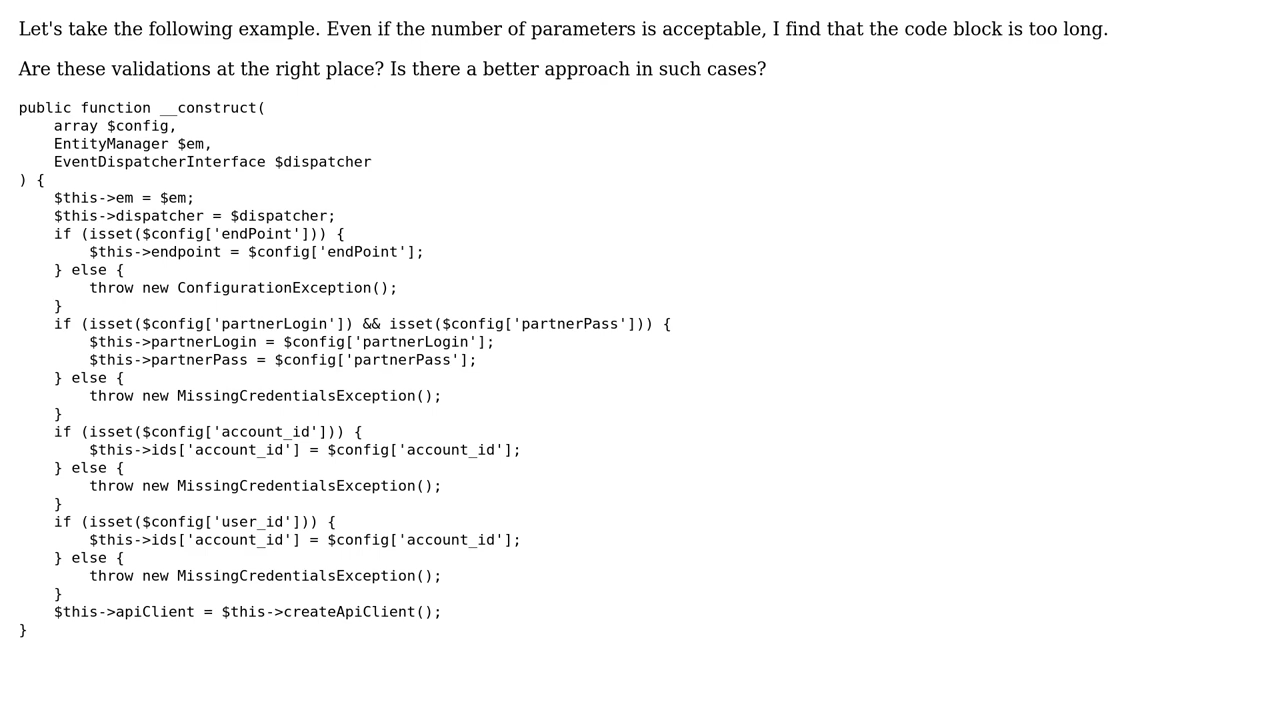 Let's take the following example. Even if the number of parameters is acceptable, I find that the code block is too long.
Are these validations at the right place? Is there a better approach in such cases?
public function __construct(
    array $config,
    EntityManager $em,
    EventDispatcherInterface $dispatcher
) {
    $this->em = $em;
    $this->dispatcher = $dispatcher;
    if (isset($config['endPoint'])) {
        $this->endpoint = $config['endPoint'];
    } else {
        throw new ConfigurationException();
    }
    if (isset($config['partnerLogin']) && isset($config['partnerPass'])) {
        $this->partnerLogin = $config['partnerLogin'];
        $this->partnerPass = $config['partnerPass'];
    } else {
        throw new MissingCredentialsException();
    }
    if (isset($config['account_id'])) {
        $this->ids['account_id'] = $config['account_id'];
    } else {
        throw new MissingCredentialsException();
    }
    if (isset($config['user_id'])) {
        $this->ids['account_id'] = $config['account_id'];
    } else {
        throw new MissingCredentialsException();
    }
    $this->apiClient = $this->createApiClient();
}